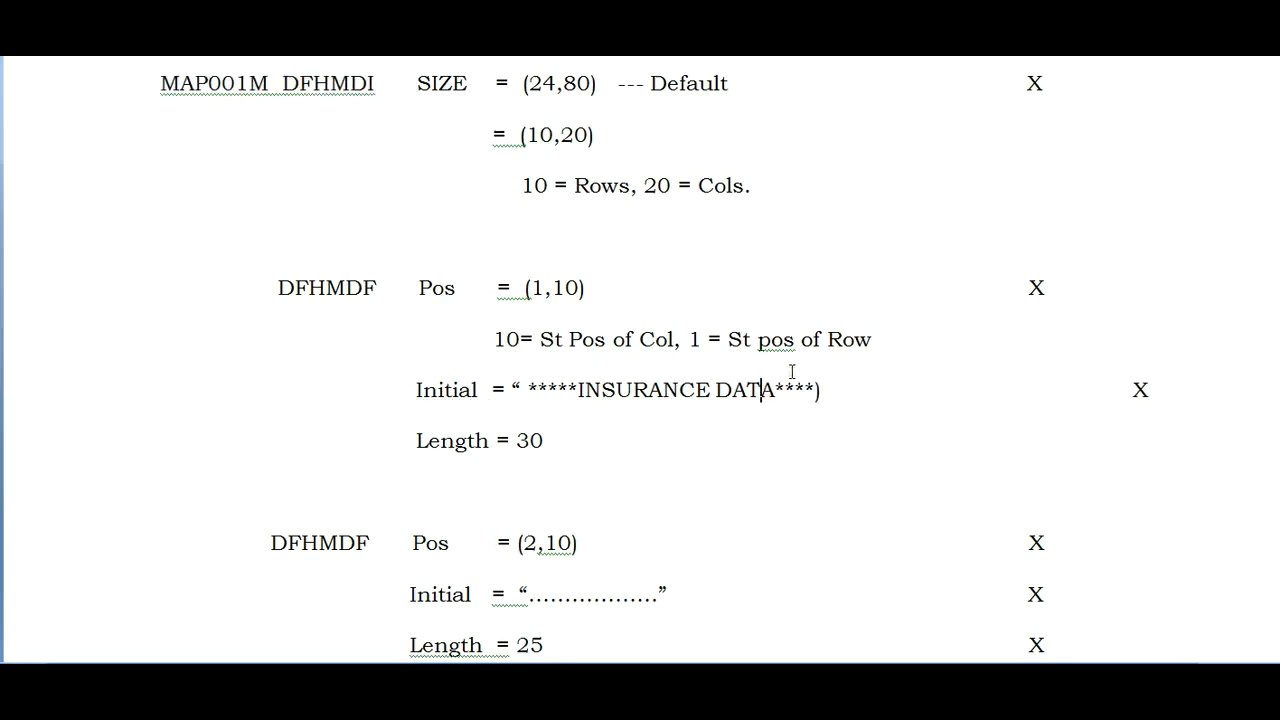 MAP001M DFHMDI SIZE = (24,80) --- Default X
= (10,20)
10 = Rows, 20 = Cols.
DFHMDF Pos = (1,10) X
10= St Pos of Col, 1 = St pos of Row
Initial = “ *****INSURANCE DATA****) X
Length = 30
DFHMDF Pos = (2,10) X
Initial = “………………” X
Length = 25 X